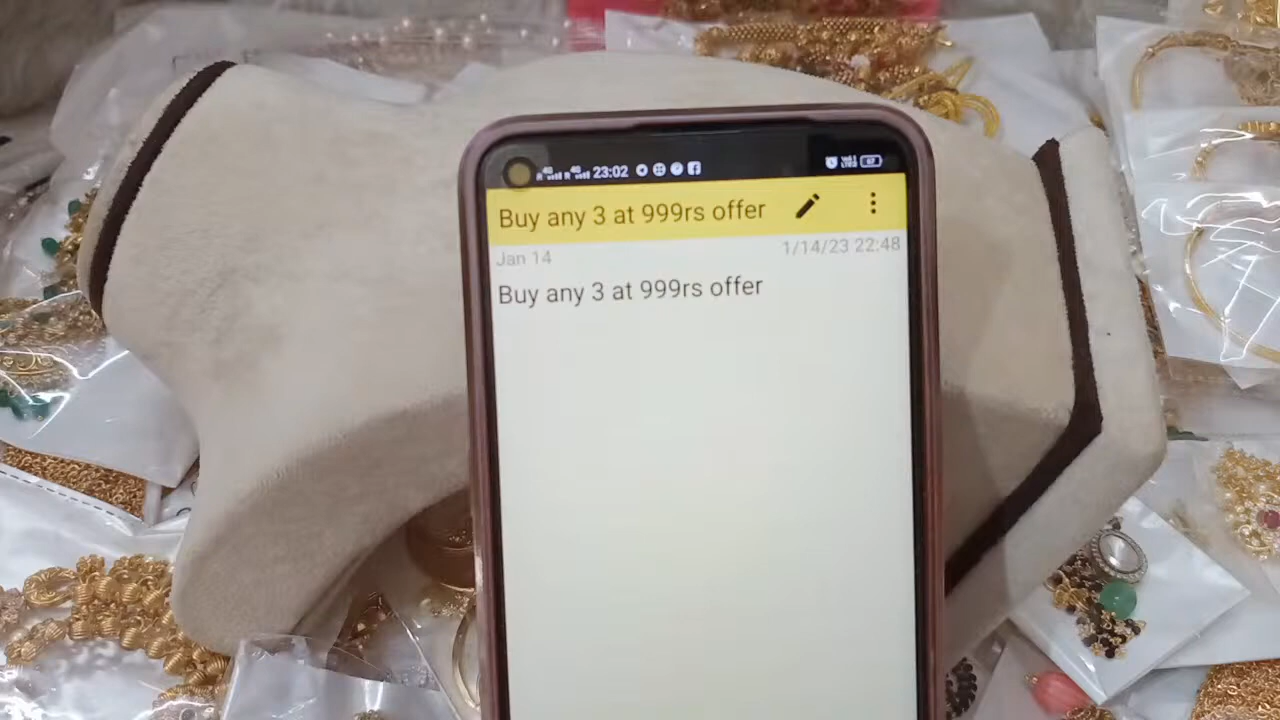 23:02
Buy any 3 at 999rs offer
Jan 14
1/14/23 22:48
Buy any 3 at 999rs offer